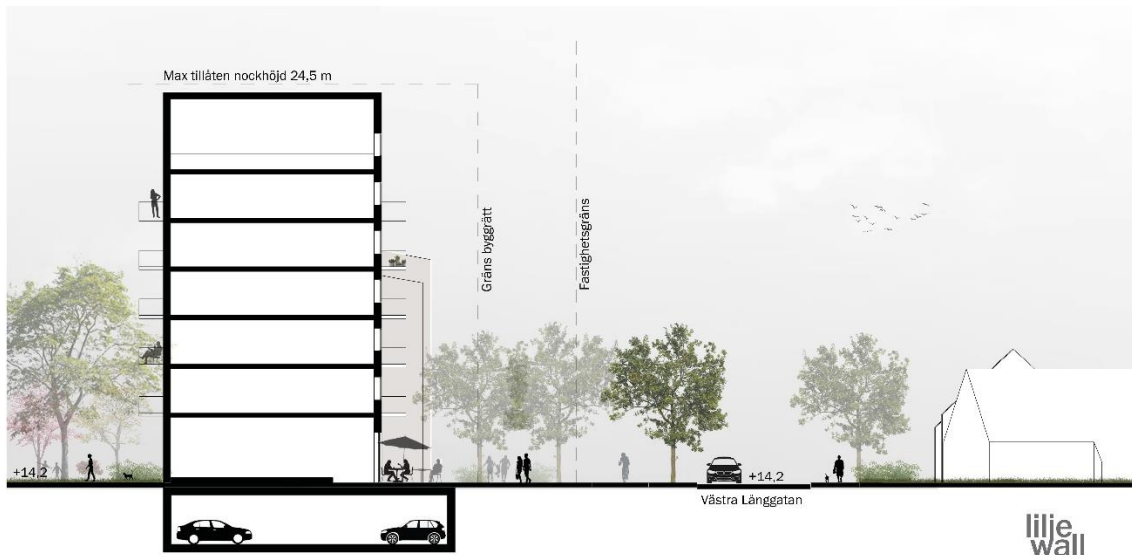 Max tillåten nockhöjd 24,5 m
Gräns byggrätt
Fastighetsgräns
+14,2
+14,2
Västra Långgatan
lilje
wall